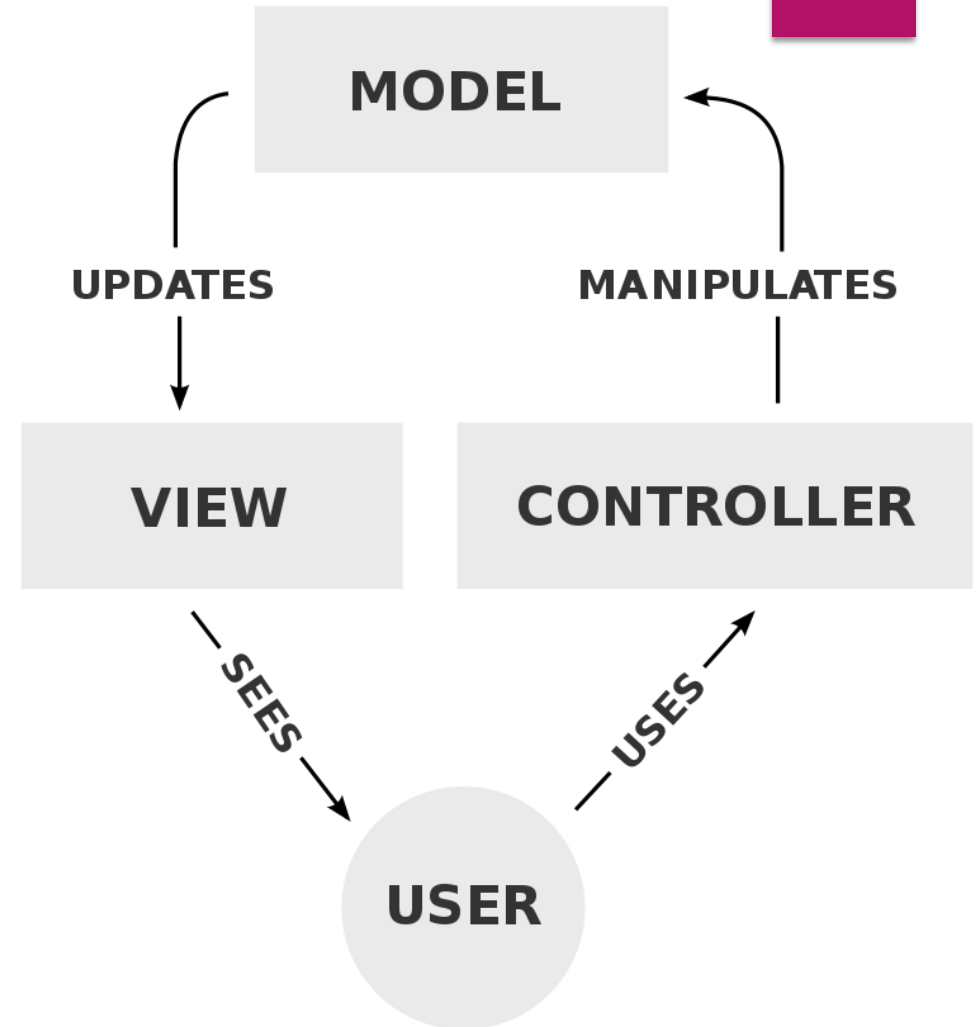 MODEL
UPDATES
MANIPULATES
VIEW
CONTROLLER
SEES
USES
USER